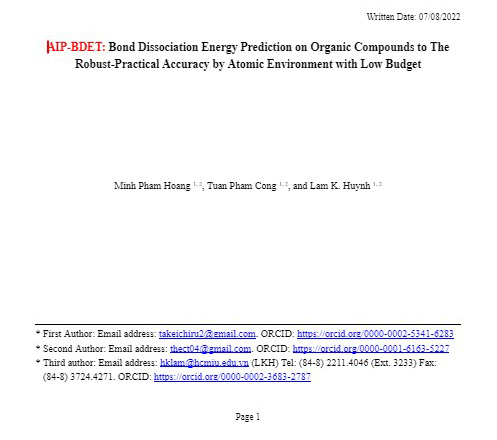 Written Date: 07/08/2022
AIP-BDET: Bond Dissociation Energy Prediction on Organic Compounds to The
Robust-Practical Accuracy by Atomic Environment with Low Budget
Minh Pham Hoang 1, 2, Tuan Pham Cong 1, 2, and Lam K. Huynh 1, 2
* First Author: Email address: takeichiru2@gmail.com. ORCID: https://orcid.org/0000-0002-5341-6283
* Second Author: Email address: thect04@gmail.com. ORCID: https://orcid.org/0000-0001-6163-5227
* Third author: Email address: hklam@hcmiu.edu.vn (LKH) Tel: (84-8) 2211.4046 (Ext. 3233) Fax:
(84-8) 3724.4271. ORCID: https://orcid.org/0000-0002-3683-2787
Page 1